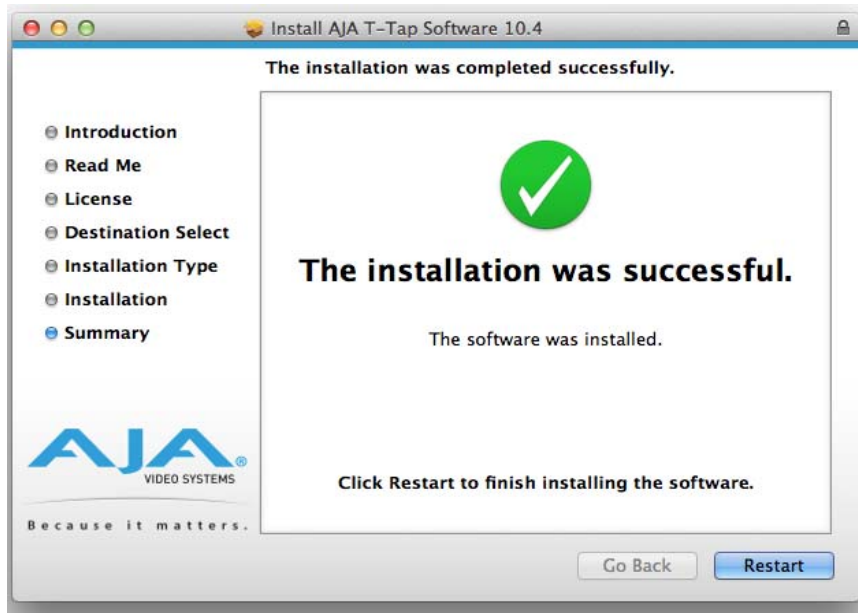 Install AJA T-Tap Software 10.4
The installation was completed successfully.
Introduction
Read Me
License
Destination Select
Installation Type
Installation
Summary
The installation was successful.
The software was installed.
Click Restart to finish installing the software.
AJA®
VIDEO SYSTEMS
Because it matters.
Go Back
Restart